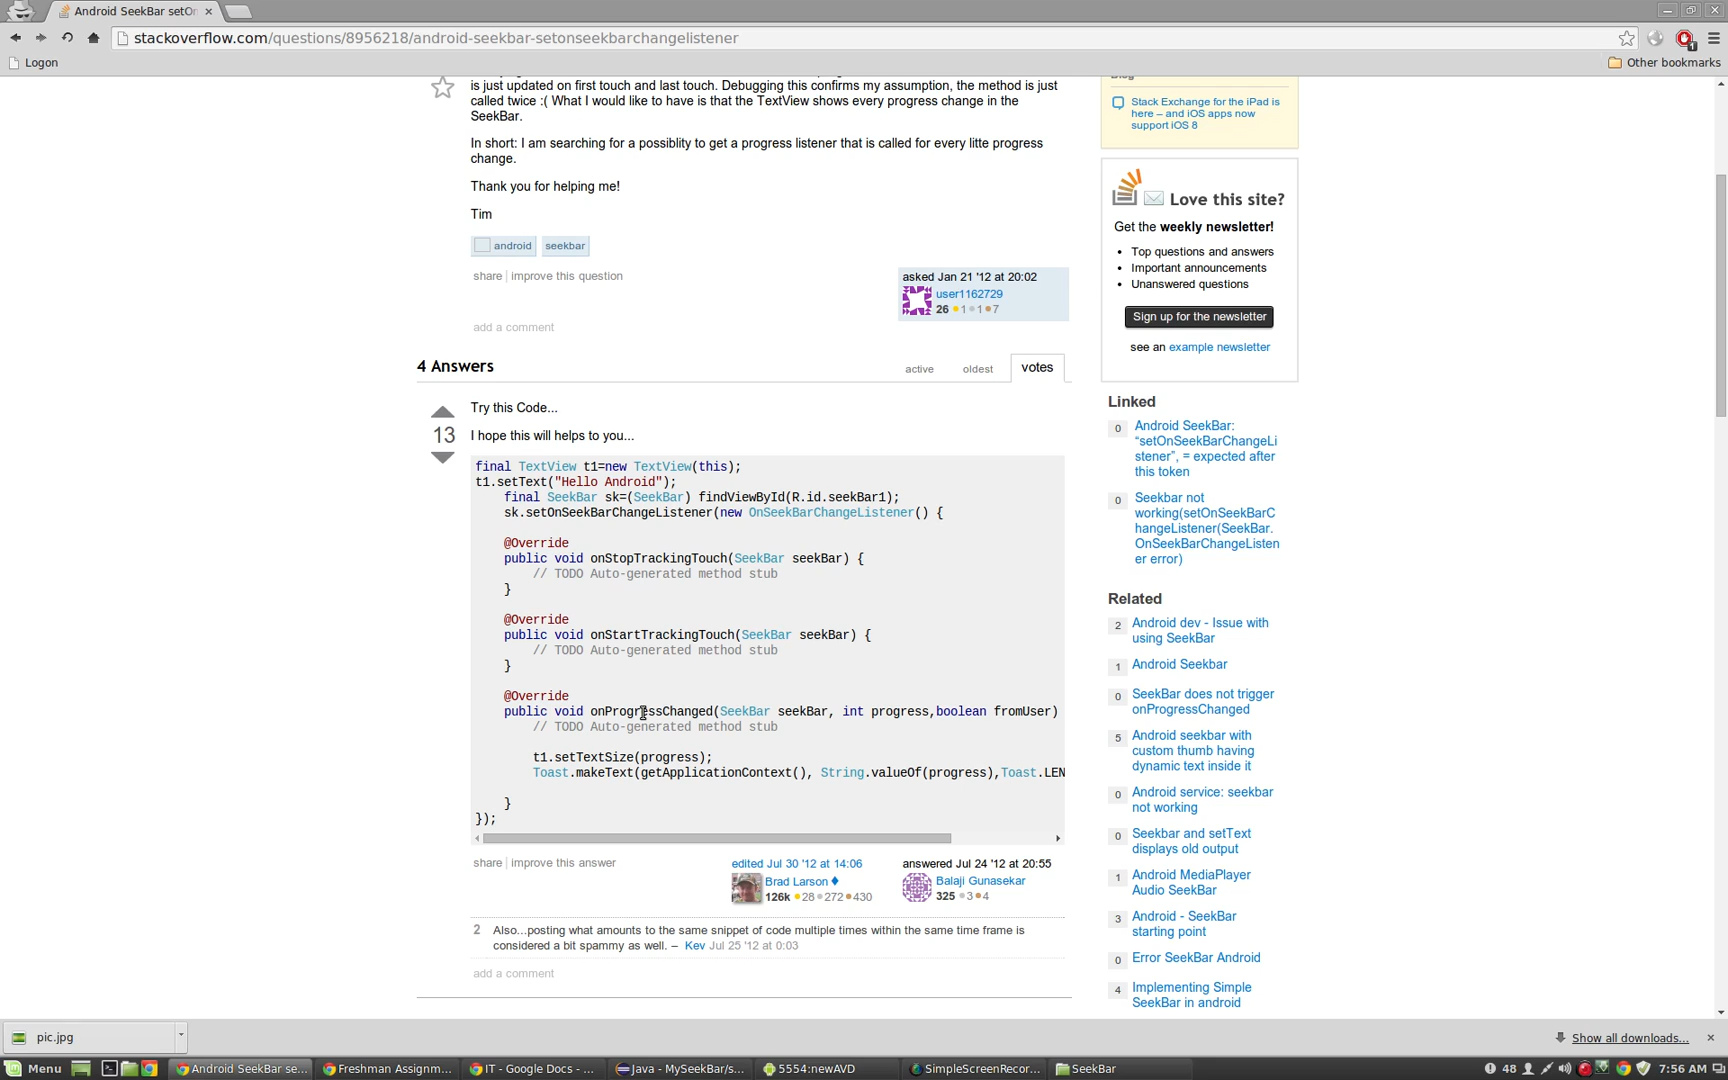 Android SeekBar setOn
stackoverflow.com/questions/8956218/android-seekbar-setonseekbarchangelistener
1
Logon
Other bookmarks
is just updated on first touch and last touch. Debugging this confirms my assumption, the method is just
called twice :( What I would like to have is that the TextView shows every progress change in the
SeekBar.
In short: I am searching for a possiblity to get a progress listener that is called for every litte progress
change.
Thank you for helping me!
Tim
android seekbar
share improve this question
asked Jan 21 '12 at 20:02
user1162729
26 1 1 7
add a comment
4 Answers
active oldest votes
Try this Code...
13
I hope this will helps to you...
final TextView t1=new TextView(this);
t1.setText("Hello Android");
final SeekBar sk=(SeekBar) findViewById(R.id.seekBar1);
sk.setOnSeekBarChangeListener(new OnSeekBarChangeListener() {
@Override
public void onStopTrackingTouch(SeekBar seekBar) {
// TODO Auto-generated method stub
}
@Override
public void onStartTrackingTouch(SeekBar seekBar) {
// TODO Auto-generated method stub
}
@Override
public void onProgressChanged(SeekBar seekBar, int progress,boolean fromUser)
// TODO Auto-generated method stub
t1.setTextSize(progress);
Toast.makeText(getApplicationContext(), String.valueOf(progress),Toast.LEN
}
});
share improve this answer
edited Jul 30 '12 at 14:06
Brad Larson ♦
126k 28 272 430
answered Jul 24 '12 at 20:55
Balaji Gunasekar
325 3 4
2 Also...posting what amounts to the same snippet of code multiple times within the same time frame is
considered a bit spammy as well. – Kev Jul 25 '12 at 0:03
add a comment
Stack Exchange for the iPad is
here – and iOS apps now
support iOS 8
Love this site?
Get the weekly newsletter!
• Top questions and answers
• Important announcements
• Unanswered questions
Sign up for the newsletter
see an example newsletter
Linked
0 Android SeekBar:
“setOnSeekBarChangeLi
stener”, = expected after
this token
0 Seekbar not
working(setOnSeekBarC
hangeListener(SeekBar.
OnSeekBarChangeListen
er error)
Related
2 Android dev - Issue with
using SeekBar
1 Android Seekbar
0 SeekBar does not trigger
onProgressChanged
5 Android seekbar with
custom thumb having
dynamic text inside it
0 Android service: seekbar
not working
0 Seekbar and setText
displays old output
1 Android MediaPlayer
Audio SeekBar
3 Android - SeekBar
starting point
0 Error SeekBar Android
4 Implementing Simple
SeekBar in android
pic.jpg
Show all downloads...
Menu
Android SeekBar se...
Freshman Assignm...
IT - Google Docs - ...
Java - MySeekBar/s...
5554:newAVD
SimpleScreenRecor...
SeekBar
48
7:56 AM